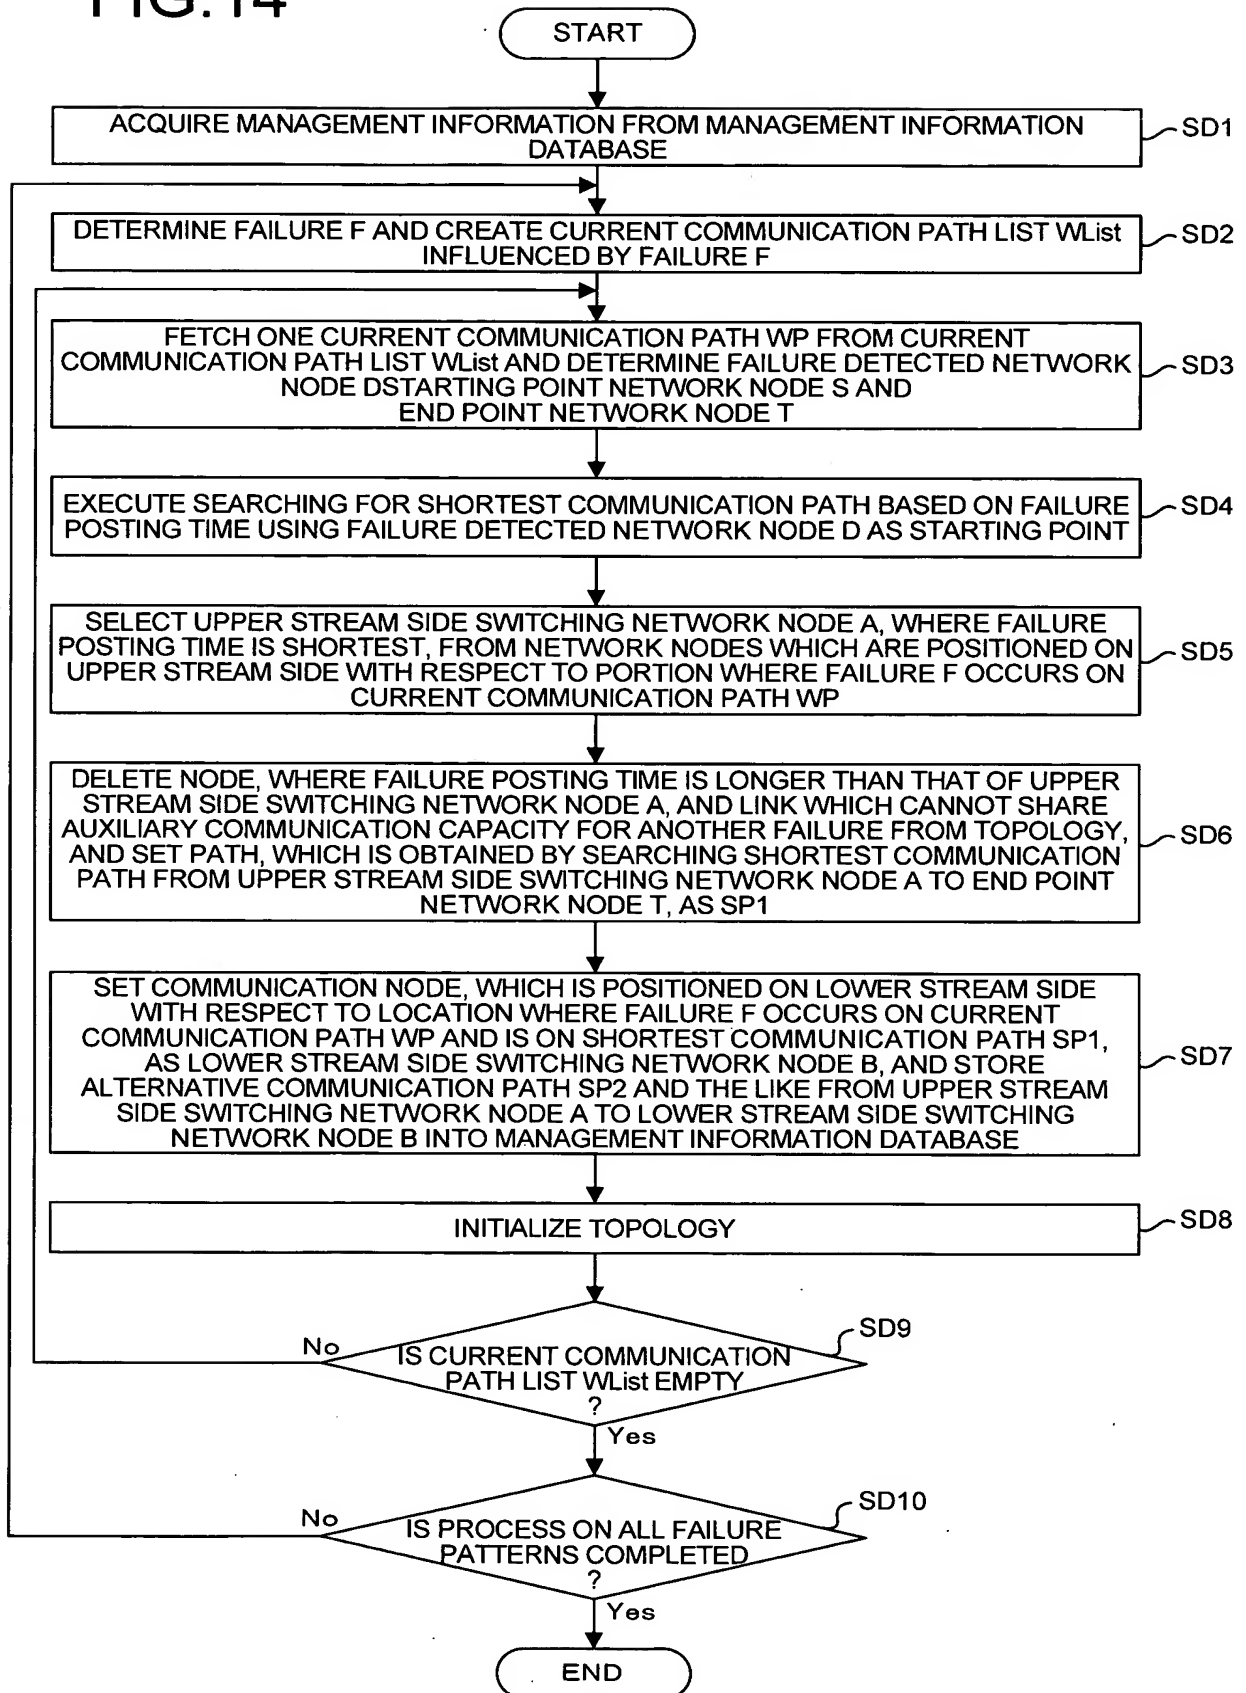 FIG.14
START
ACQUIRE MANAGEMENT INFORMATION FROM MANAGEMENT INFORMATION
DATABASE
SD1
DETERMINE FAILURE F AND CREATE CURRENT COMMUNICATION PATH LIST WList
INFLUENCED BY FAILURE F
SD2
FETCH ONE CURRENT COMMUNICATION PATH WP FROM CURRENT
COMMUNICATION PATH LIST WList AND DETERMINE FAILURE DETECTED NETWORK
NODE DSTARTING POINT NETWORK NODE S AND
END POINT NETWORK NODE T
SD3
EXECUTE SEARCHING FOR SHORTEST COMMUNICATION PATH BASED ON FAILURE
POSTING TIME USING FAILURE DETECTED NETWORK NODE D AS STARTING POINT
SD4
SELECT UPPER STREAM SIDE SWITCHING NETWORK NODE A, WHERE FAILURE
POSTING TIME IS SHORTEST, FROM NETWORK NODES WHICH ARE POSITIONED ON
UPPER STREAM SIDE WITH RESPECT TO PORTION WHERE FAILURE F OCCURS ON
CURRENT COMMUNICATION PATH WP
SD5
DELETE NODE, WHERE FAILURE POSTING TIME IS LONGER THAN THAT OF UPPER
STREAM SIDE SWITCHING NETWORK NODE A, AND LINK WHICH CANNOT SHARE
AUXILIARY COMMUNICATION CAPACITY FOR ANOTHER FAILURE FROM TOPOLOGY,
AND SET PATH, WHICH IS OBTAINED BY SEARCHING SHORTEST COMMUNICATION
PATH FROM UPPER STREAM SIDE SWITCHING NETWORK NODE A TO END POINT
NETWORK NODE T, AS SP1
SD6
SET COMMUNICATION NODE, WHICH IS POSITIONED ON LOWER STREAM SIDE
WITH RESPECT TO LOCATION WHERE FAILURE F OCCURS ON CURRENT
COMMUNICATION PATH WP AND IS ON SHORTEST COMMUNICATION PATH SP1,
AS LOWER STREAM SIDE SWITCHING NETWORK NODE B, AND STORE
ALTERNATIVE COMMUNICATION PATH SP2 AND THE LIKE FROM UPPER STREAM
SIDE SWITCHING NETWORK NODE A TO LOWER STREAM SIDE SWITCHING
NETWORK NODE B INTO MANAGEMENT INFORMATION DATABASE
SD7
INITIALIZE TOPOLOGY
SD8
SD9
No
IS CURRENT COMMUNICATION
PATH LIST WList EMPTY
?
Yes
SD10
No
IS PROCESS ON ALL FAILURE
PATTERNS COMPLETED
?
Yes
END